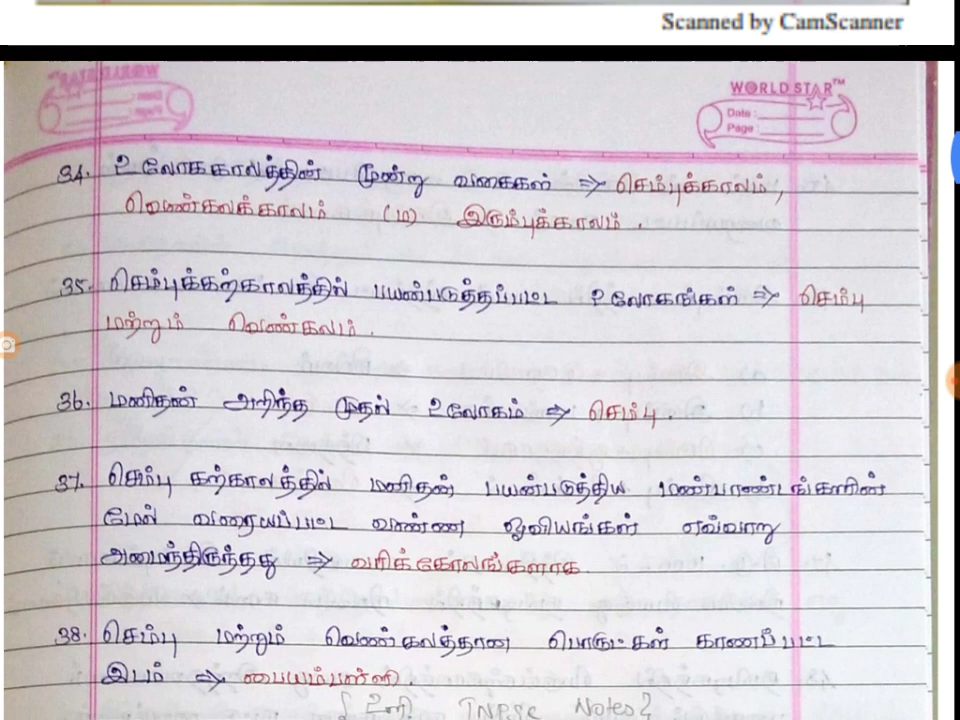 Scanned by CamScanner
WORLD STAR™
Date :
Page :
34. உலோககாலத்தின் மூன்று வகைகள் ⇒ செம்புக்காலம்,
வெண்கலக்காலம் (ம) இரும்புக்காலம்.
35. செம்புக்கற்காலத்தில் பயன்படுத்தப்பட்ட உலோகங்கள் ⇒ செம்பு
மற்றும் வெண்கலம்.
36. மனிதன் அறிந்த முதல் உலோகம் ⇒ செம்பு.
37. செம்பு கற்காலத்தில் மனிதன் பயன்படுத்திய மண்பாண்டங்களின்
மேல் வரையப்பட்ட வண்ண ஓவியங்கள் எவ்வாறு
அமைந்திருந்தது ⇒ வரிக்கோலங்களாக.
38. செம்பு மற்றும் வெண்கலத்தான பொருட்கள் காணப்பட்ட
இடம் ⇒ பையம்பள்ளி
TNPSC Notes